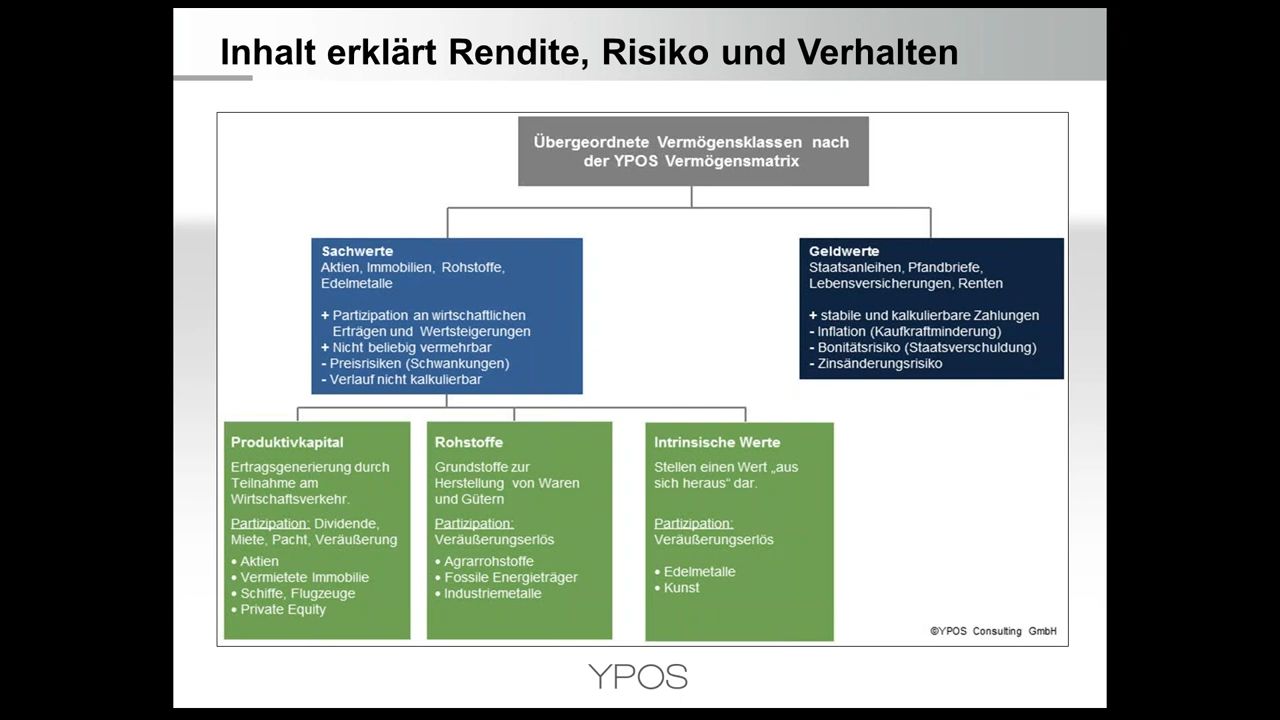 Inhalt erklärt Rendite, Risiko und Verhalten
Übergeordnete Vermögensklassen nach
der YPOS Vermögensmatrix
Sachwerte
Aktien, Immobilien, Rohstoffe,
Edelmetalle
+ Partizipation an wirtschaftlichen
Erträgen und Wertsteigerungen
+ Nicht beliebig vermehrbar
- Preisrisiken (Schwankungen)
- Verlauf nicht kalkulierbar
Geldwerte
Staatsanleihen, Pfandbriefe,
Lebensversicherungen, Renten
+ stabile und kalkulierbare Zahlungen
- Inflation (Kaufkraftminderung)
- Bonitätsrisiko (Staatsverschuldung)
- Zinsänderungsrisiko
Produktivkapital
Ertragsgenerierung durch
Teilnahme am
Wirtschaftsverkehr.
Partizipation: Dividende,
Miete, Pacht, Veräußerung
• Aktien
• Vermietete Immobilie
• Schiffe, Flugzeuge
• Private Equity
Rohstoffe
Grundstoffe zur
Herstellung von Waren
und Gütern
Partizipation:
Veräußerungserlös
• Agrarrohstoffe
• Fossile Energieträger
• Industriemetalle
Intrinsische Werte
Stellen einen Wert „aus
sich heraus“ dar.
Partizipation:
Veräußerungserlös
• Edelmetalle
• Kunst
©YPOS Consulting GmbH
YPOS